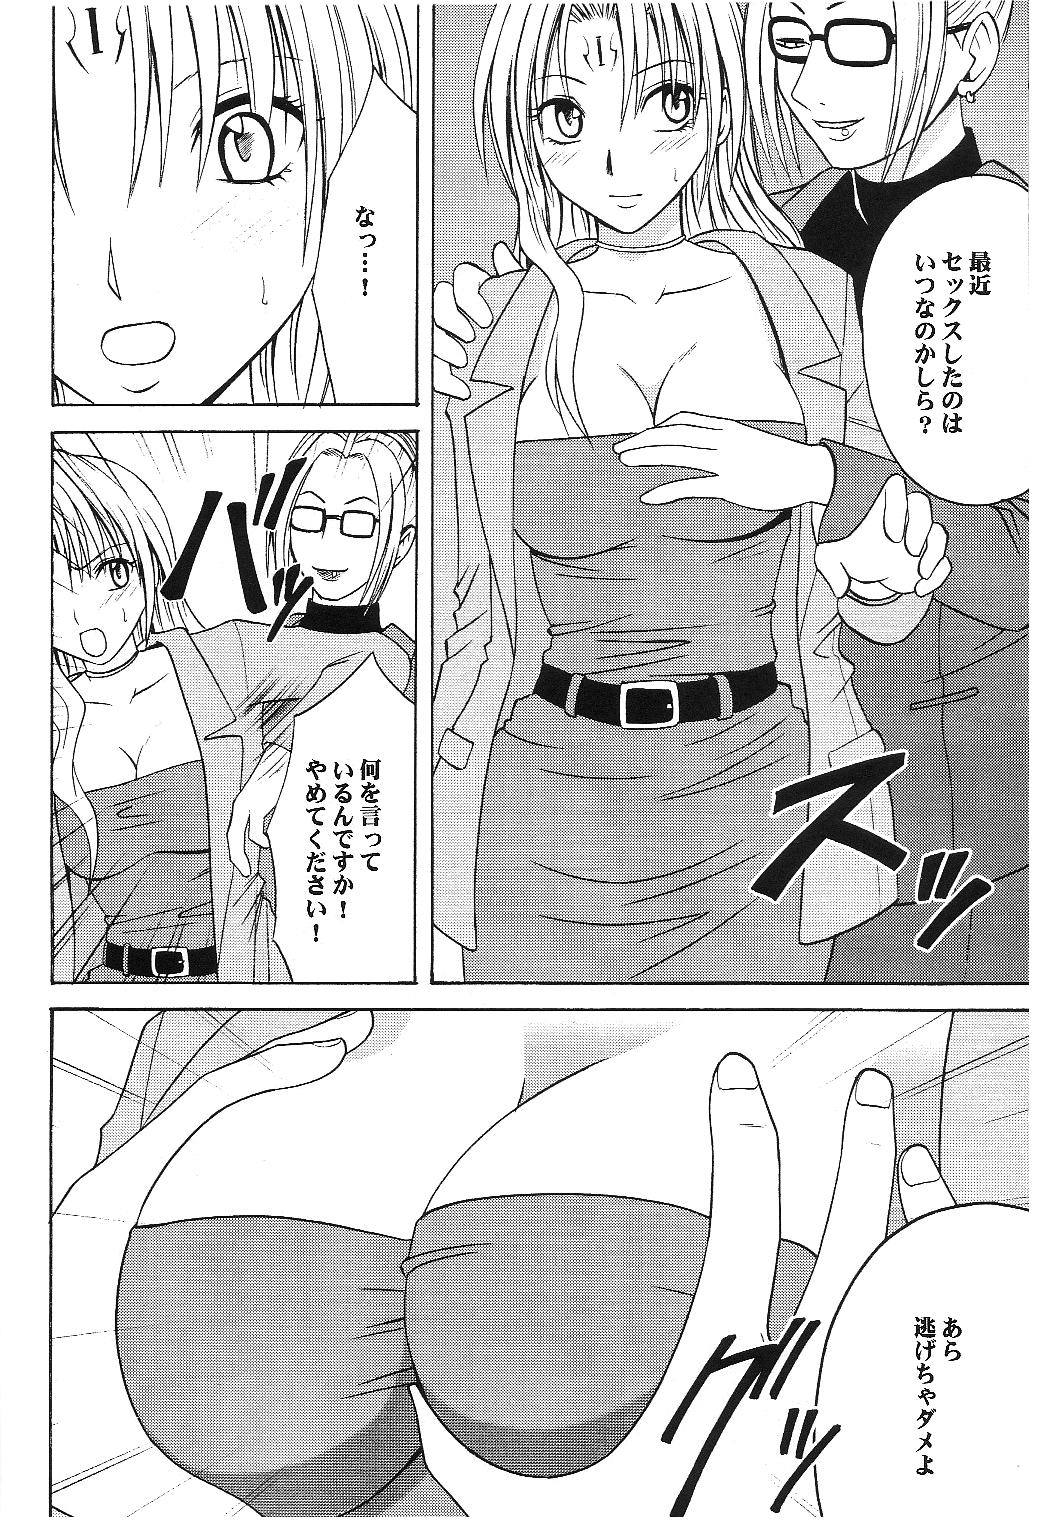 最近
セックスしたのは
いつなのかしら？
ズッ
なっ…！
バッ
何を言って
いるんですか！
やめてください！
あら
逃げちゃダメよ
グッ